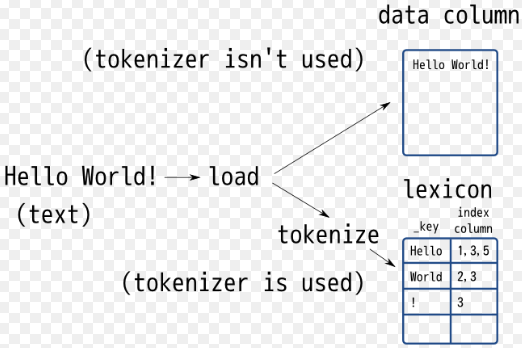 data column
(tokenizer isn't used)
Hello World!
Hello World! load
(text)
lexicon
_key index column
tokenize
Hello 1,3,5
World 2,3
! 3
(tokenizer is used)